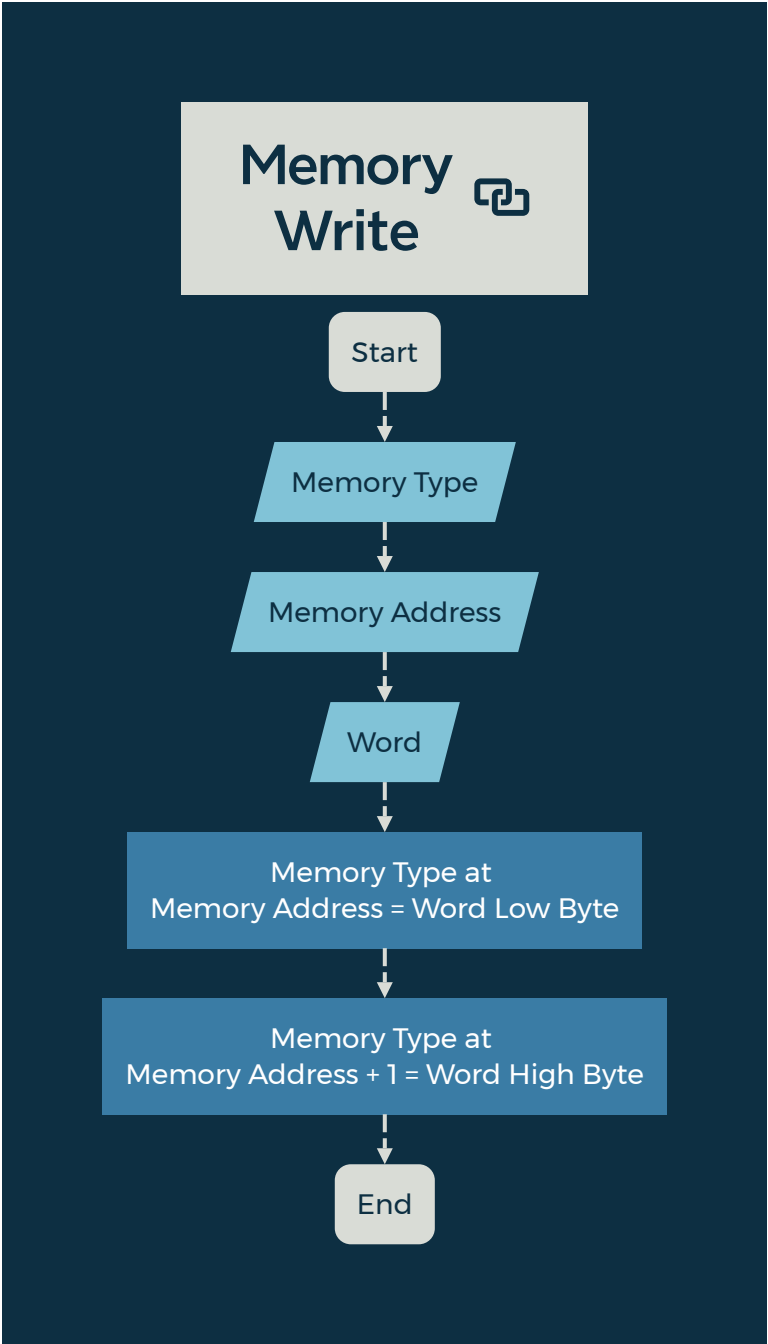 Memory
Write
Start
Memory Type
Memory Address
Word
Memory Type at
Memory Address = Word Low Byte
Memory Type at
Memory Address + 1 = Word High Byte
End